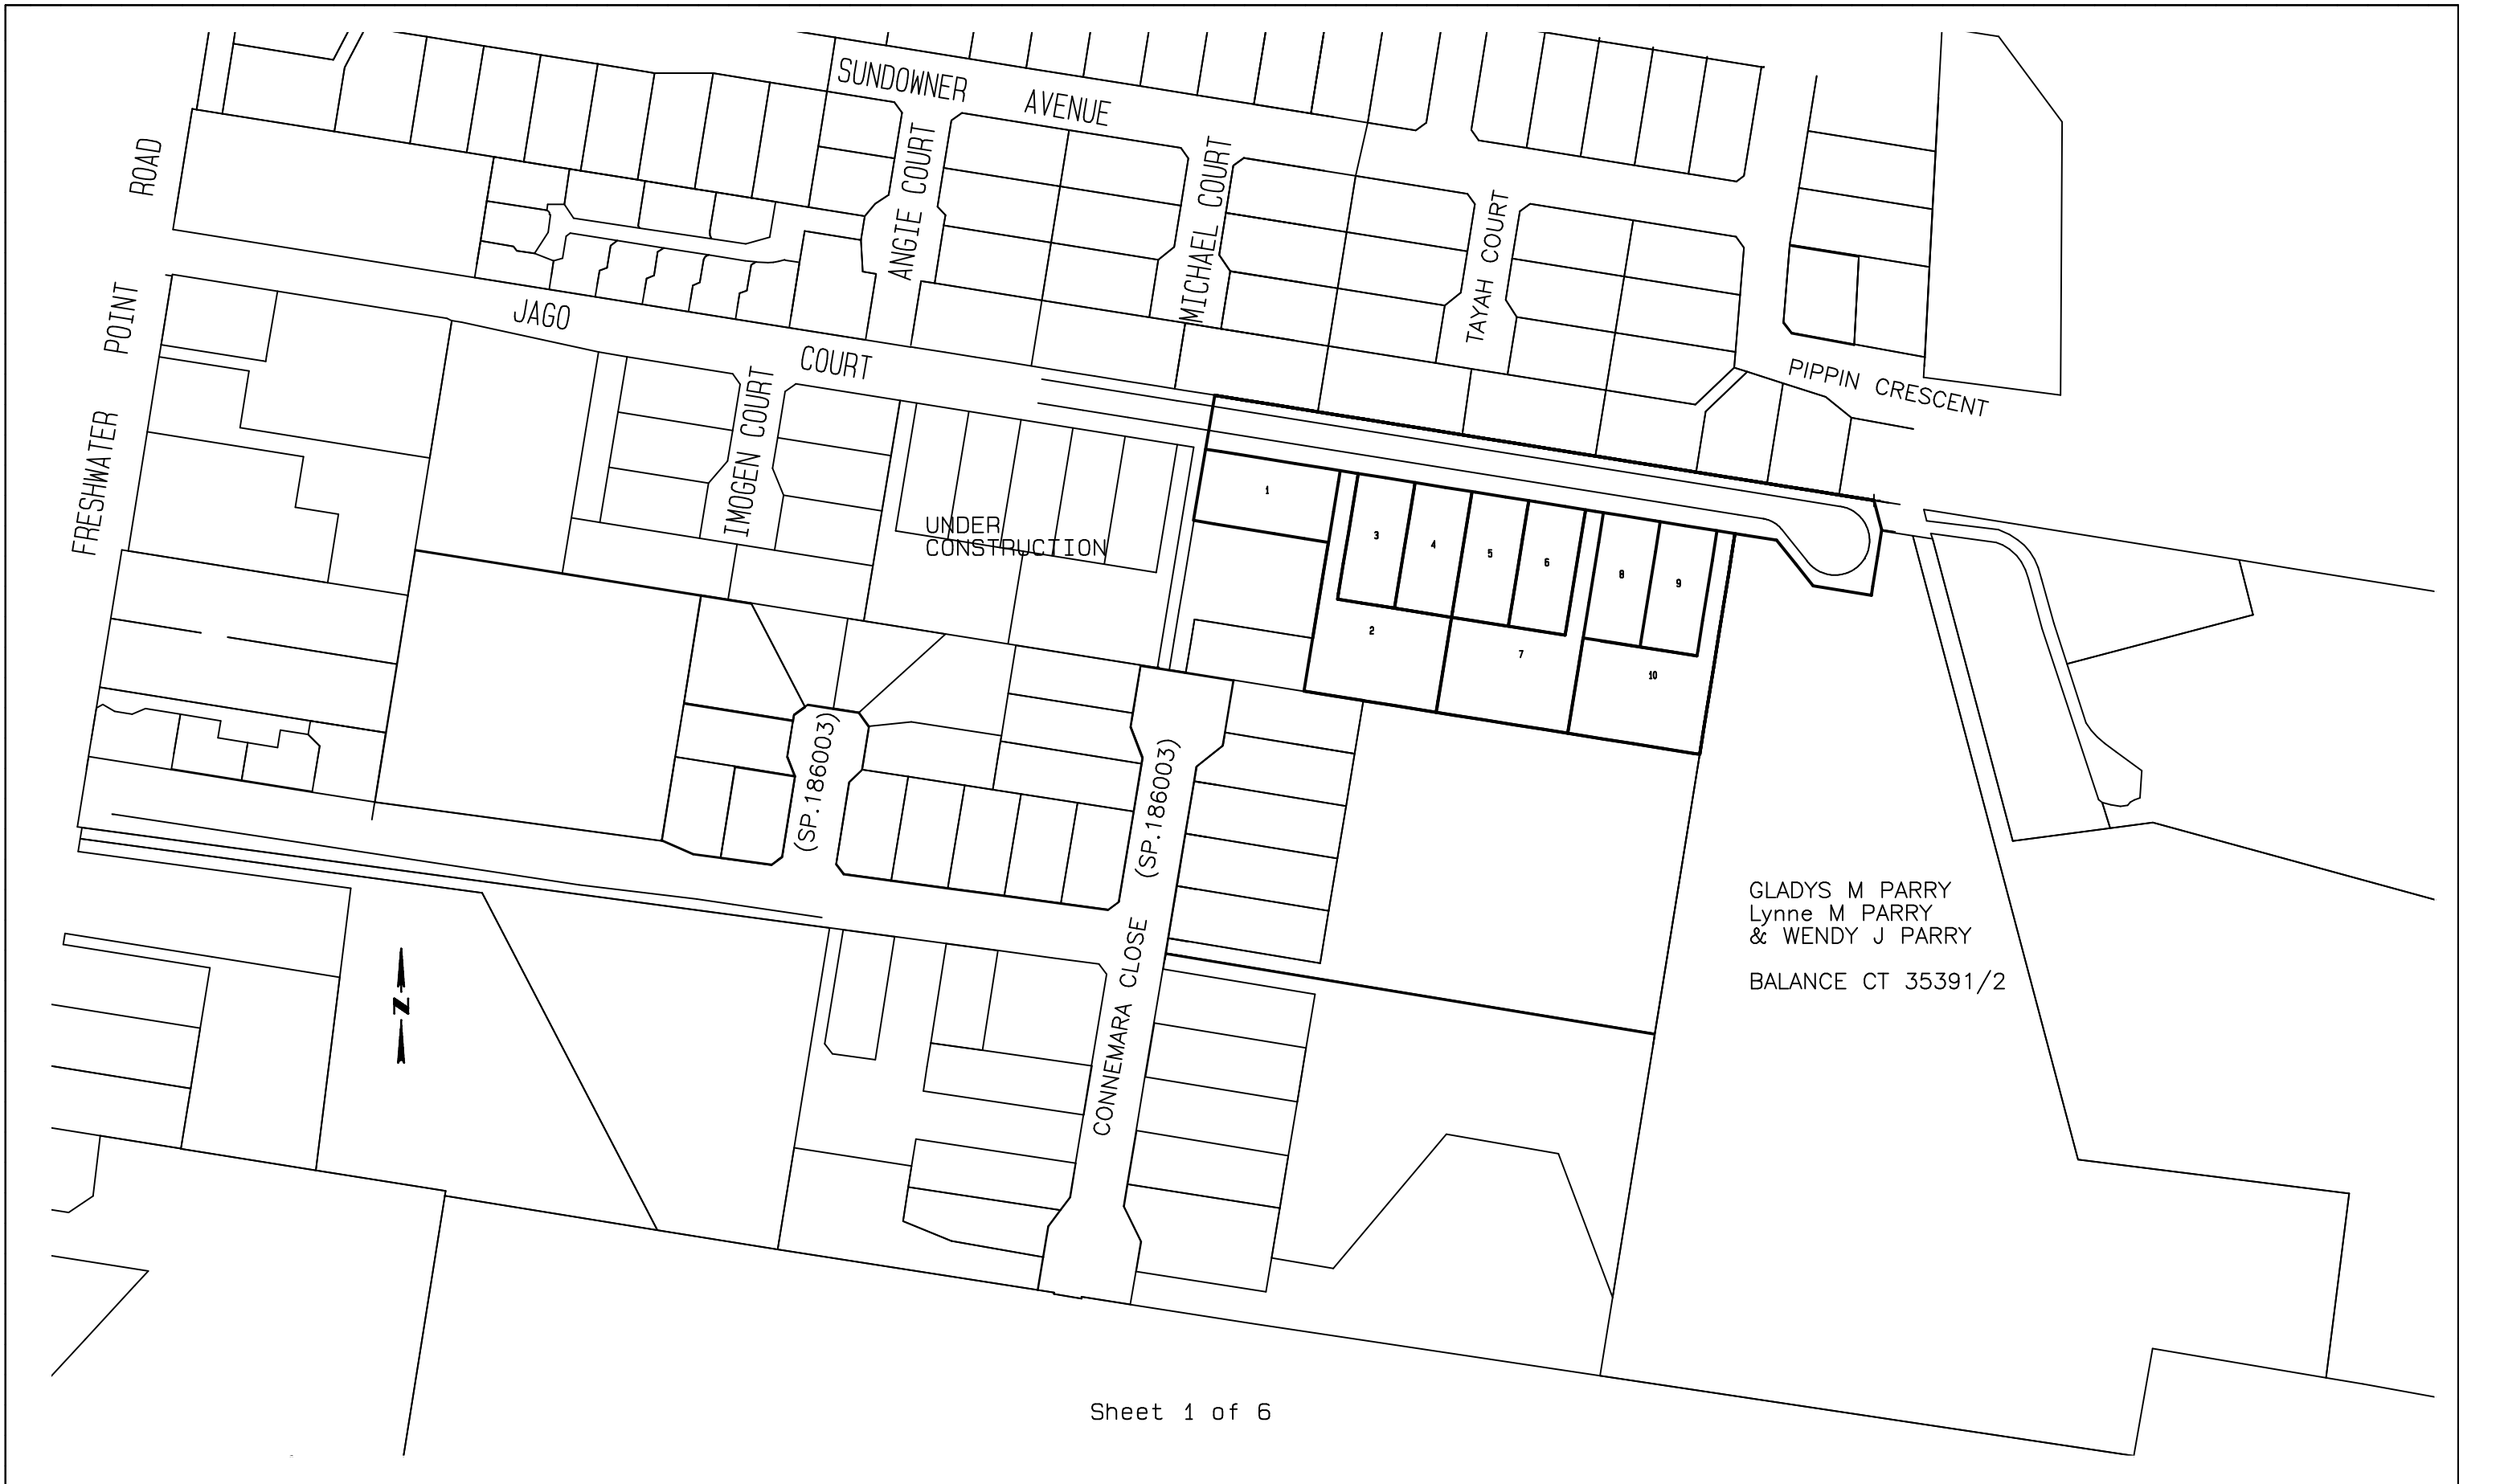 SUNDOWNER AVENUE
ROAD
ANGIE COURT
MICHAEL COURT
TAYAH COURT
POINT
JAGO
COURT
PIPPIN CRESCENT
IMOGEN COURT
FRESHWATER
UNDER
CONSTRUCTION
1
3
4
5
6
8
9
2
7
10
(SP.186003)
(SP.186003)
GLADYS M PARRY
Lynne M PARRY
& WENDY J PARRY
BALANCE CT 35391/2
CONNEMARA CLOSE
N
Sheet 1 of 6